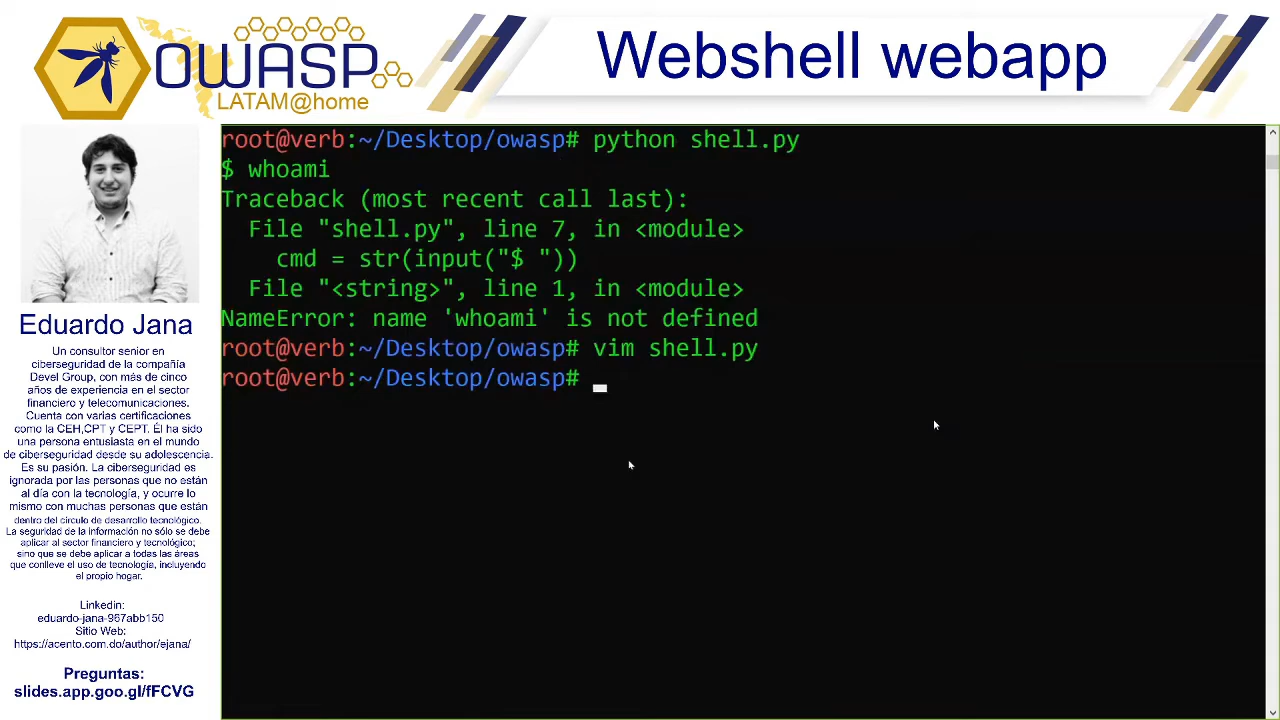 OWASP
LATAM@home
Webshell webapp
Eduardo Jana
Un consultor senior en
ciberseguridad de la compañía
Devel Group, con más de cinco
años de experiencia en el sector
financiero y telecomunicaciones.
Cuenta con varias certificaciones
como la CEH,CPT y CEPT. Él ha sido
una persona entusiasta en el mundo
de ciberseguridad desde su adolescencia.
Es su pasión. La ciberseguridad es
ignorada por las personas que no están
al día con la tecnología, y ocurre lo
mismo con muchas personas que están
dentro del circulo de desarrollo tecnológico.
La seguridad de la información no sólo se debe
aplicar al sector financiero y tecnológico;
sino que se debe aplicar a todas las áreas
que conlleve el uso de tecnología, incluyendo
el propio hogar.
Linkedin:
eduardo-jana-967abb150
Sitio Web:
https://acento.com.do/author/ejana/
Preguntas:
slides.app.goo.gl/fFCVG
root@verb:~/Desktop/owasp# python shell.py
$ whoami
Traceback (most recent call last):
  File "shell.py", line 7, in <module>
    cmd = str(input("$ "))
  File "<string>", line 1, in <module>
NameError: name 'whoami' is not defined
root@verb:~/Desktop/owasp# vim shell.py
root@verb:~/Desktop/owasp#